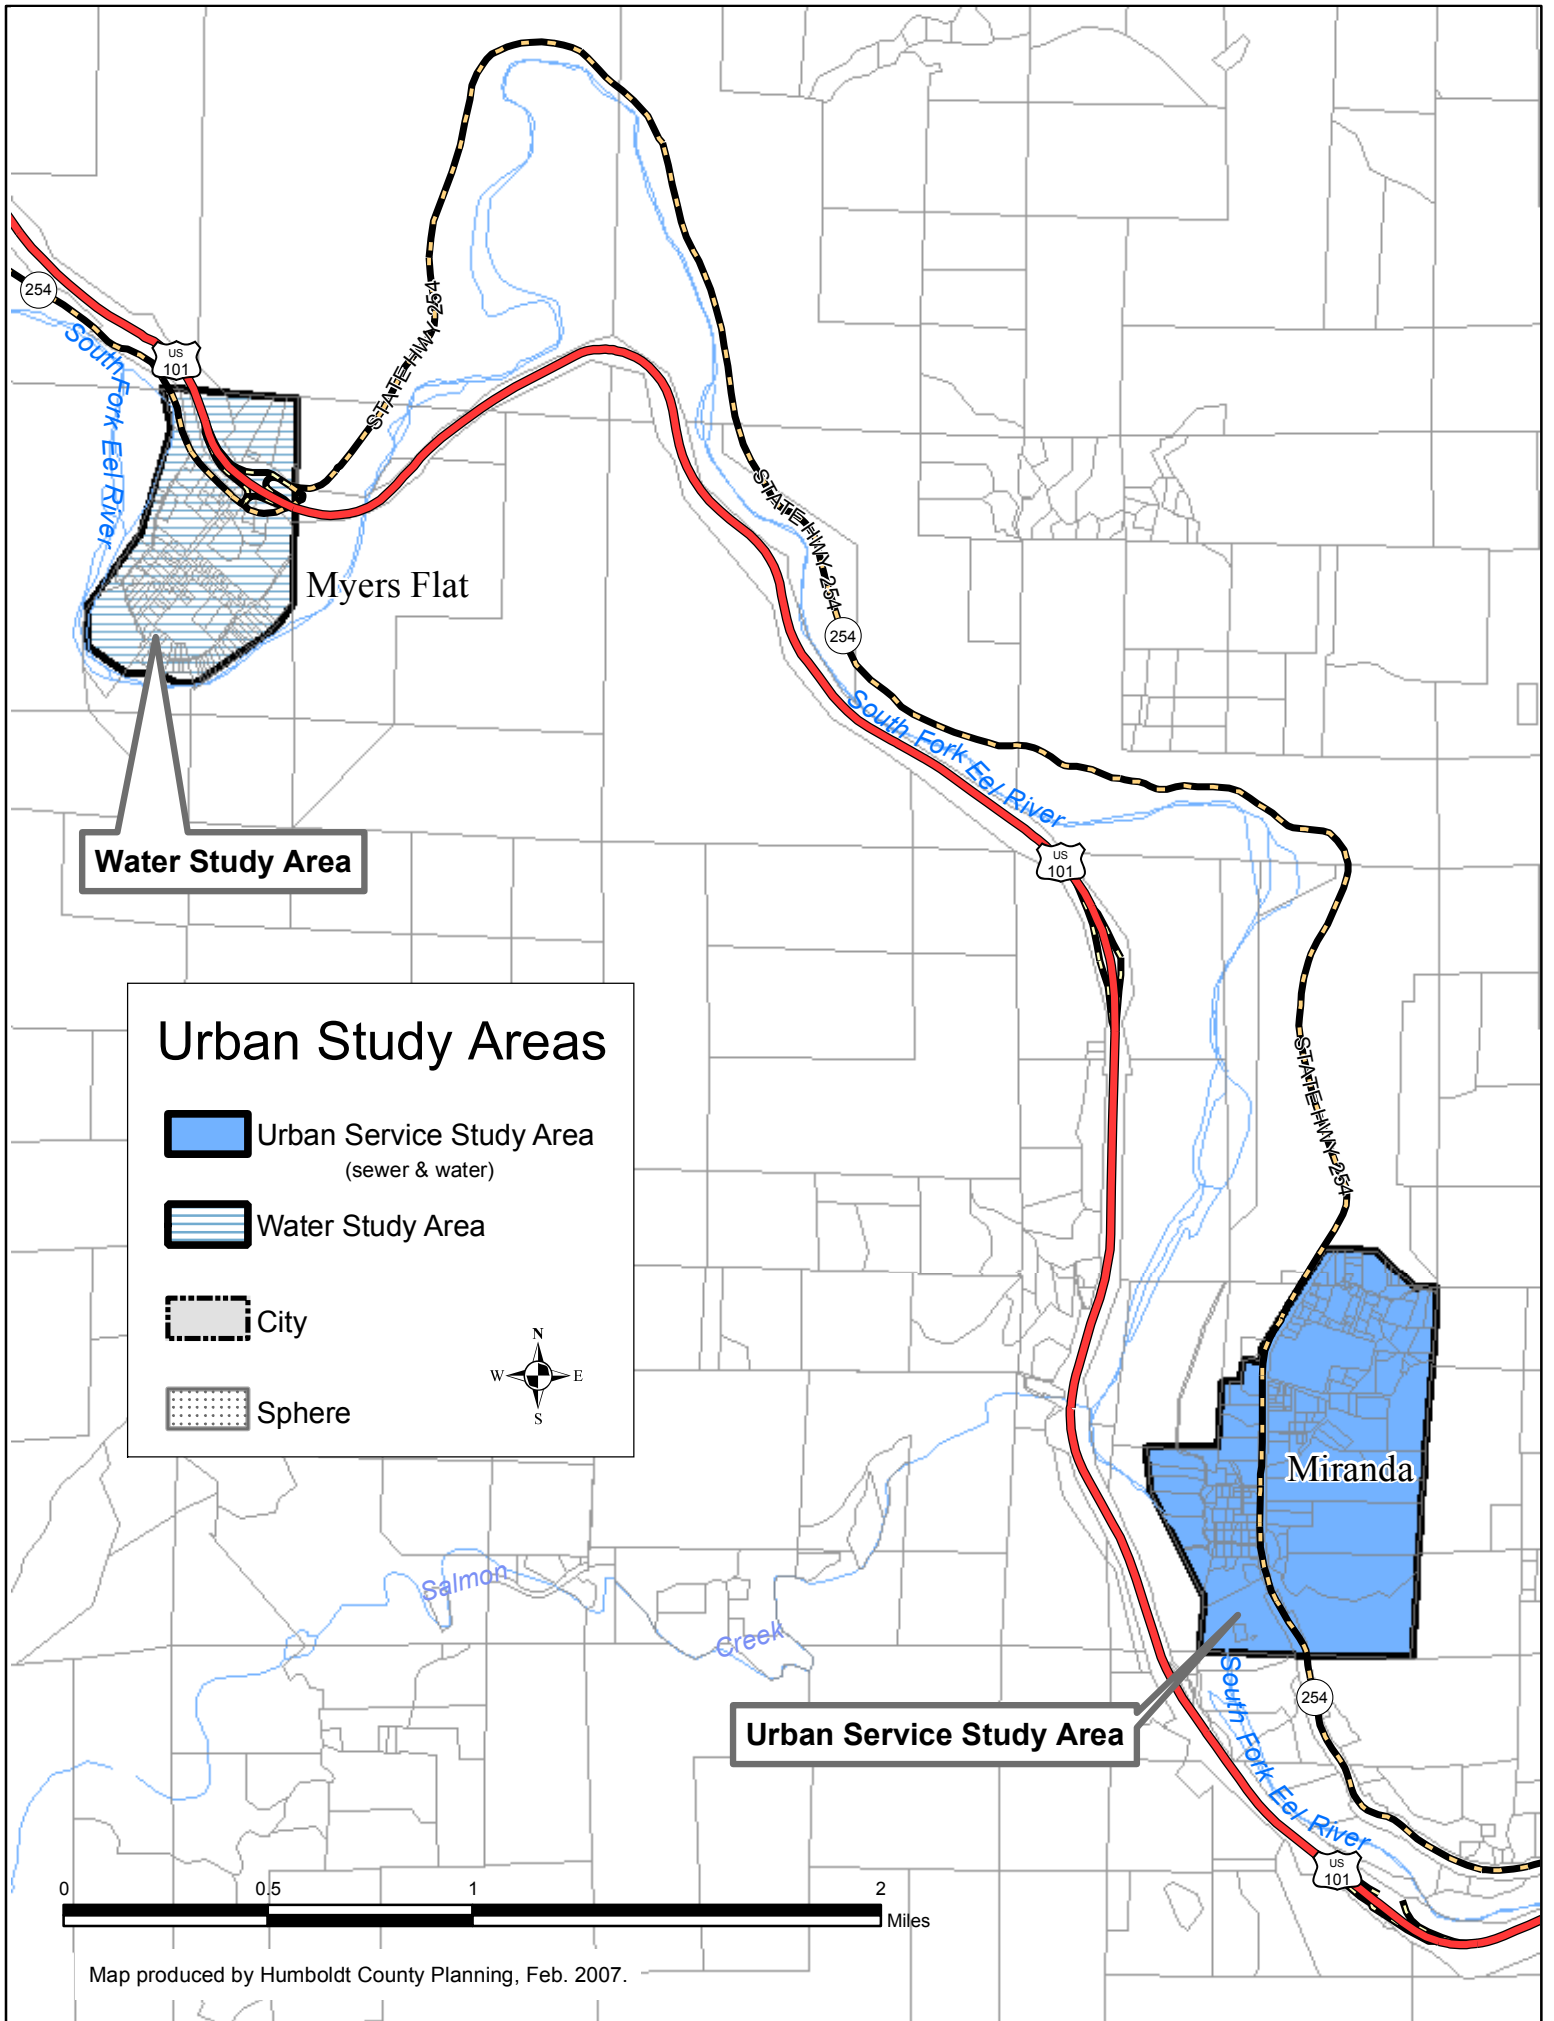 STATE HWY 254
254
US
101
South Fork Eel River
Myers Flat
STATE HWY 254
254
South Fork Eel River
US
101
Water Study Area
Urban Study Areas
Urban Service Study Area
(sewer & water)
Water Study Area
City
Sphere
N
W E
S
STATE HWY 254
Miranda
Salmon
Creek
Urban Service Study Area
254
South Fork Eel River
US
101
0 0.5 1 2
Miles
Map produced by Humboldt County Planning, Feb. 2007.